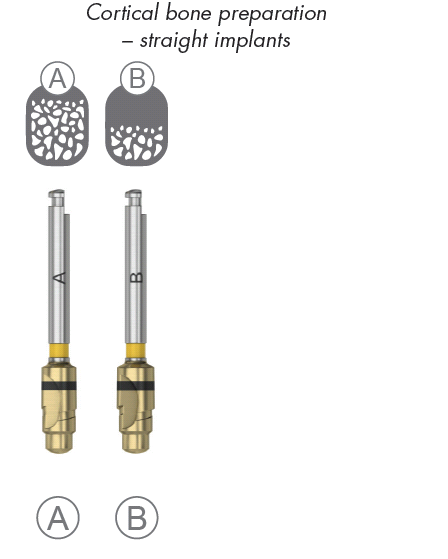 Cortical bone preparation
– straight implants
A B
A B
A B